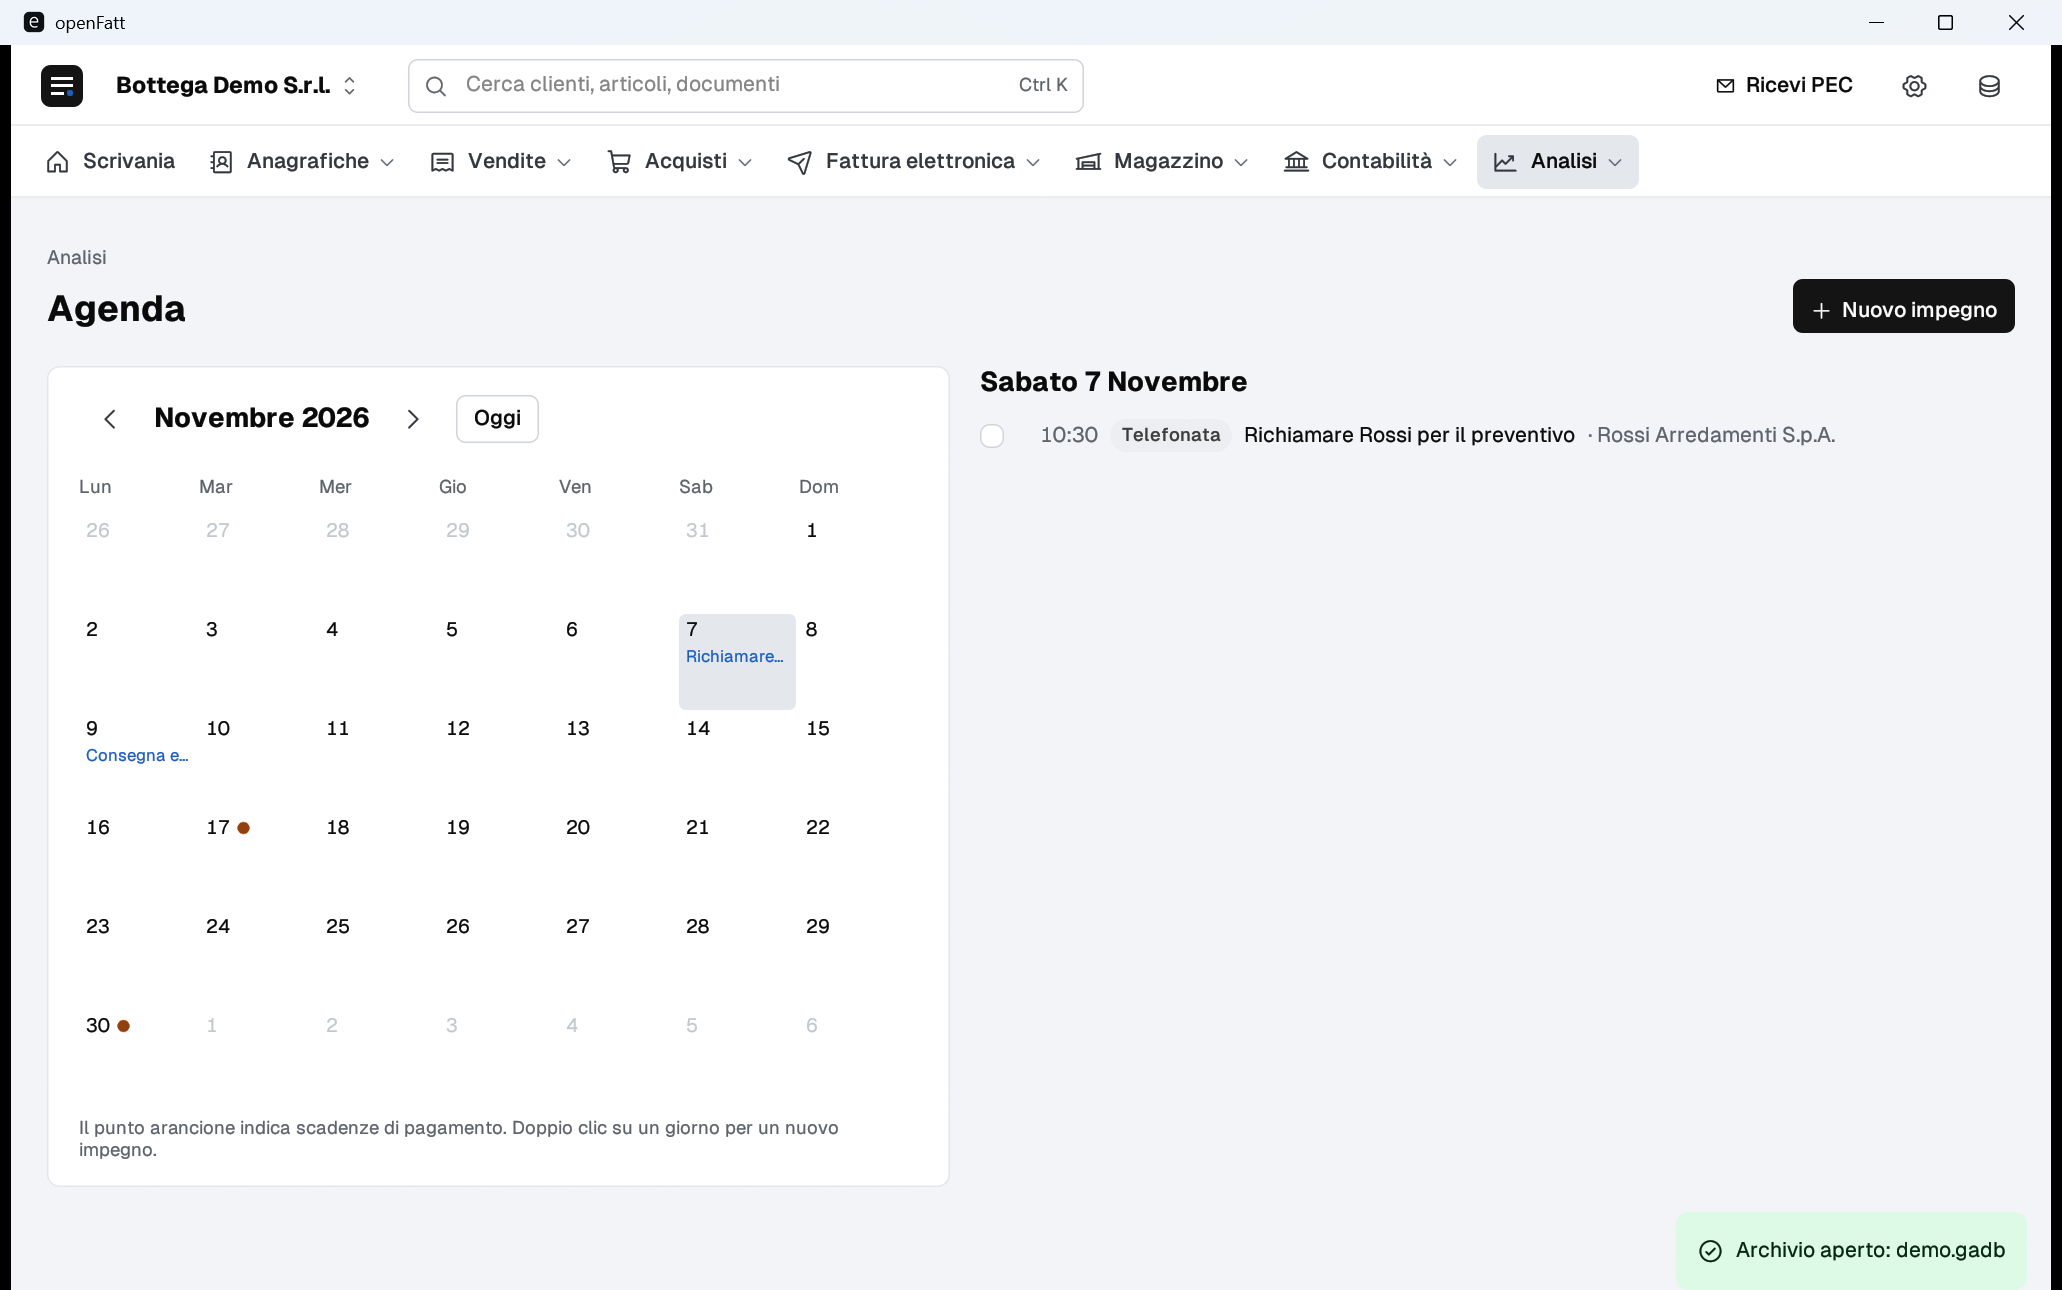 openFatt
Bottega Demo S.r.l.
Cerca clienti, articoli, documenti
Ctrl K
Ricevi PEC
Scrivania
Anagrafiche
Vendite
Acquisti
Fattura elettronica
Magazzino
Contabilità
Analisi
Analisi
Agenda
Nuovo impegno
Novembre 2026
Oggi
Lun Mar Mer Gio Ven Sab Dom
26 27 28 29 30 31 1
2 3 4 5 6 7 8
Richiamare...
9 10 11 12 13 14 15
Consegna e...
16 17 18 19 20 21 22
23 24 25 26 27 28 29
30 1 2 3 4 5 6
Il punto arancione indica scadenze di pagamento. Doppio clic su un giorno per un nuovo
impegno.
Sabato 7 Novembre
10:30 Telefonata Richiamare Rossi per il preventivo · Rossi Arredamenti S.p.A.
Archivio aperto: demo.gadb